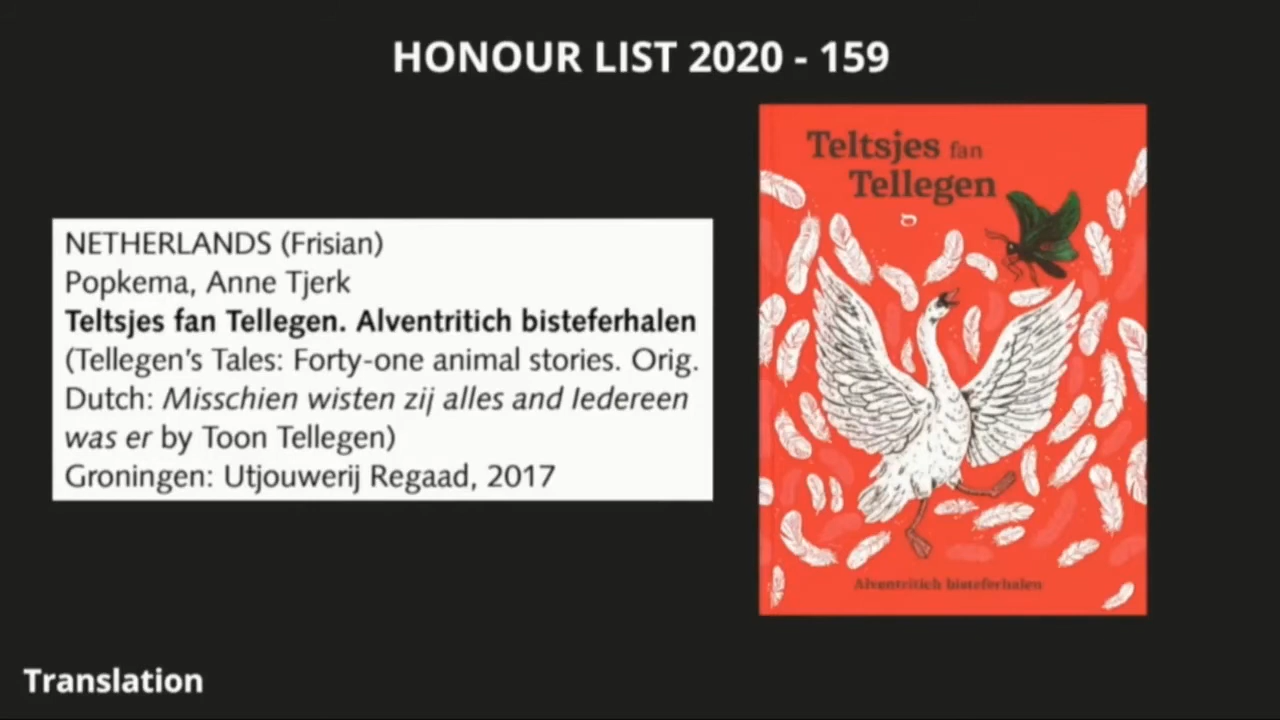 HONOUR LIST 2020 - 159
NETHERLANDS (Frisian)
Popkema, Anne Tjerk
Teltsjes fan Tellegen. Alventritich bisteferhalen
(Tellegen's Tales: Forty-one animal stories. Orig.
Dutch: Misschien wisten zij alles and Iedereen
was er by Toon Tellegen)
Groningen: Utjouwerij Regaad, 2017
Teltsjes fan
Tellegen
Alventritich bisteferhalen
Translation